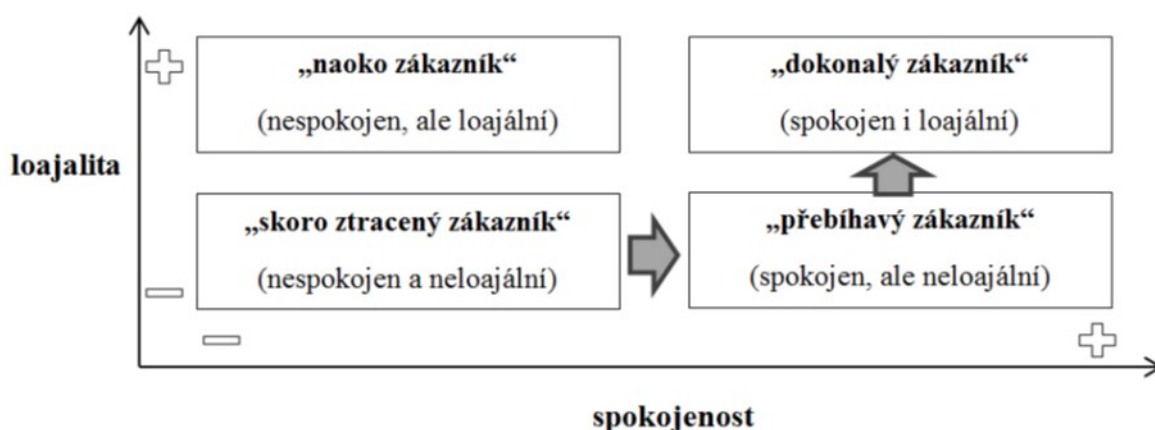 „naoko zákazník“
(nespokojen, ale loajální)
„dokonalý zákazník“
(spokojen i loajální)
loajalita
„skoro ztracený zákazník“
(nespokojen a neloajální)
„přebíhavý zákazník“
(spokojen, ale neloajální)
spokojenost